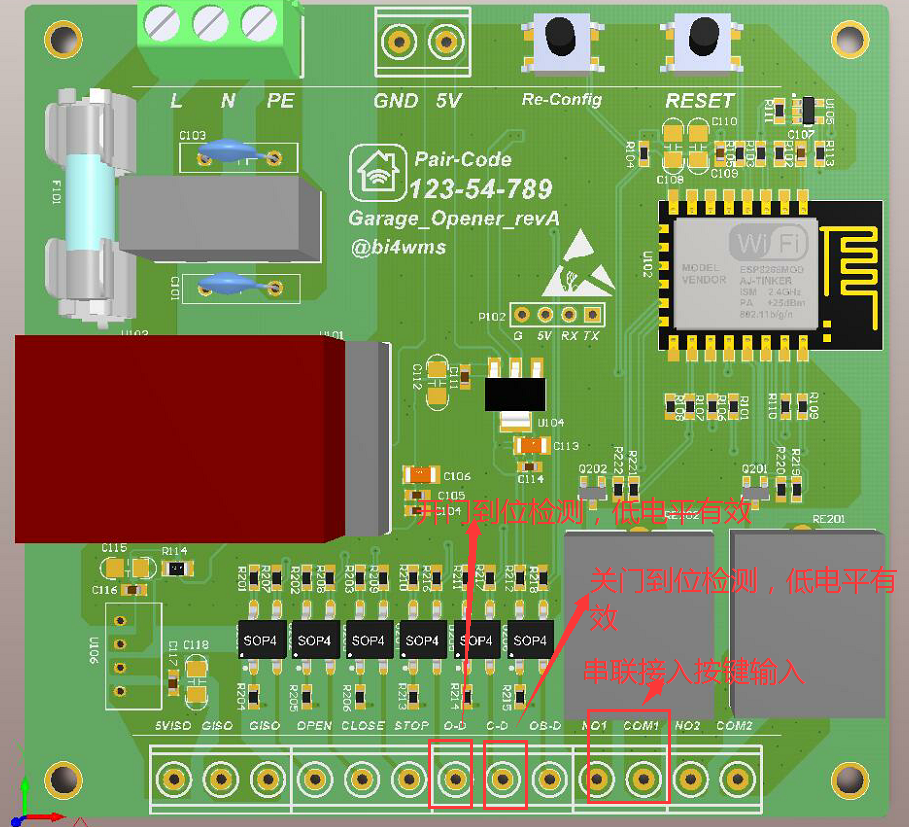 L N PE GND 5V Re-Config RESET
C103
F101
C101
Pair-Code
123-54-789
Garage_Opener_revA
@bi4wms
R111 U105
C107
C110
R104 R105 R103 R102 R113
C108 C109
U102
WiFi
MODEL ESP8266MOD
VENDOR AJ-TINKER
ISM 2.4GHz
PA +25dBm
802.11b/g/n
P102
G 5V RX TX
C112 C111
U104
C113
C114
C106
C105
C104
R108 R107 R106 R101 R110 R109
Q202 R222 R221 Q201 R220 R219
开门到位检测，低电平有效
RE201
关门到位检测，低电平有
效
串联接入按键输入
C115 R114
C116
U106
C117 C118
R201 R207 R202 R208 R203 R209 R210 R216 R211 R217 R212 R218
SOP4 SOP4 SOP4 SOP4 SOP4 SOP4
R204 R205 R206 R213 R214 R215
5VISO GISO GISO OPEN CLOSE STOP O-D C-D OB-D NO1 COM1 NO2 COM2